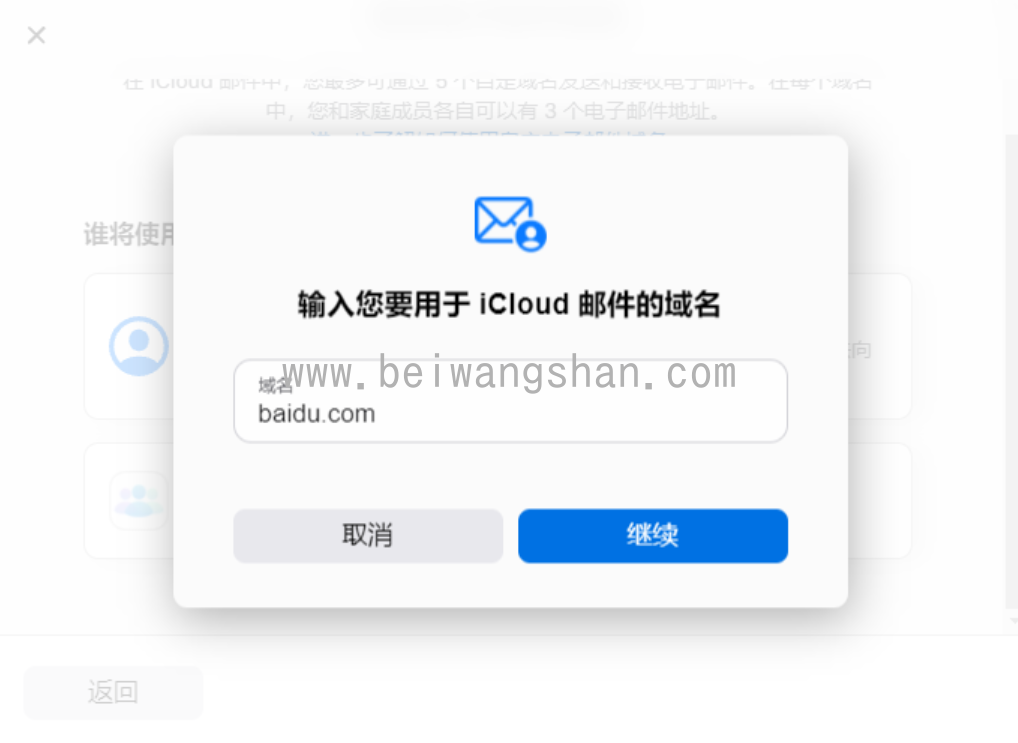 在 iCloud 邮件中，您最多可通过 5 个自定域名发送和接收电子邮件。在每个域名
中，您和家庭成员各自可以有 3 个电子邮件地址。
谁将使用
输入您要用于 iCloud 邮件的域名
www.beiwangshan.com
域名
baidu.com
取消
继续
返回